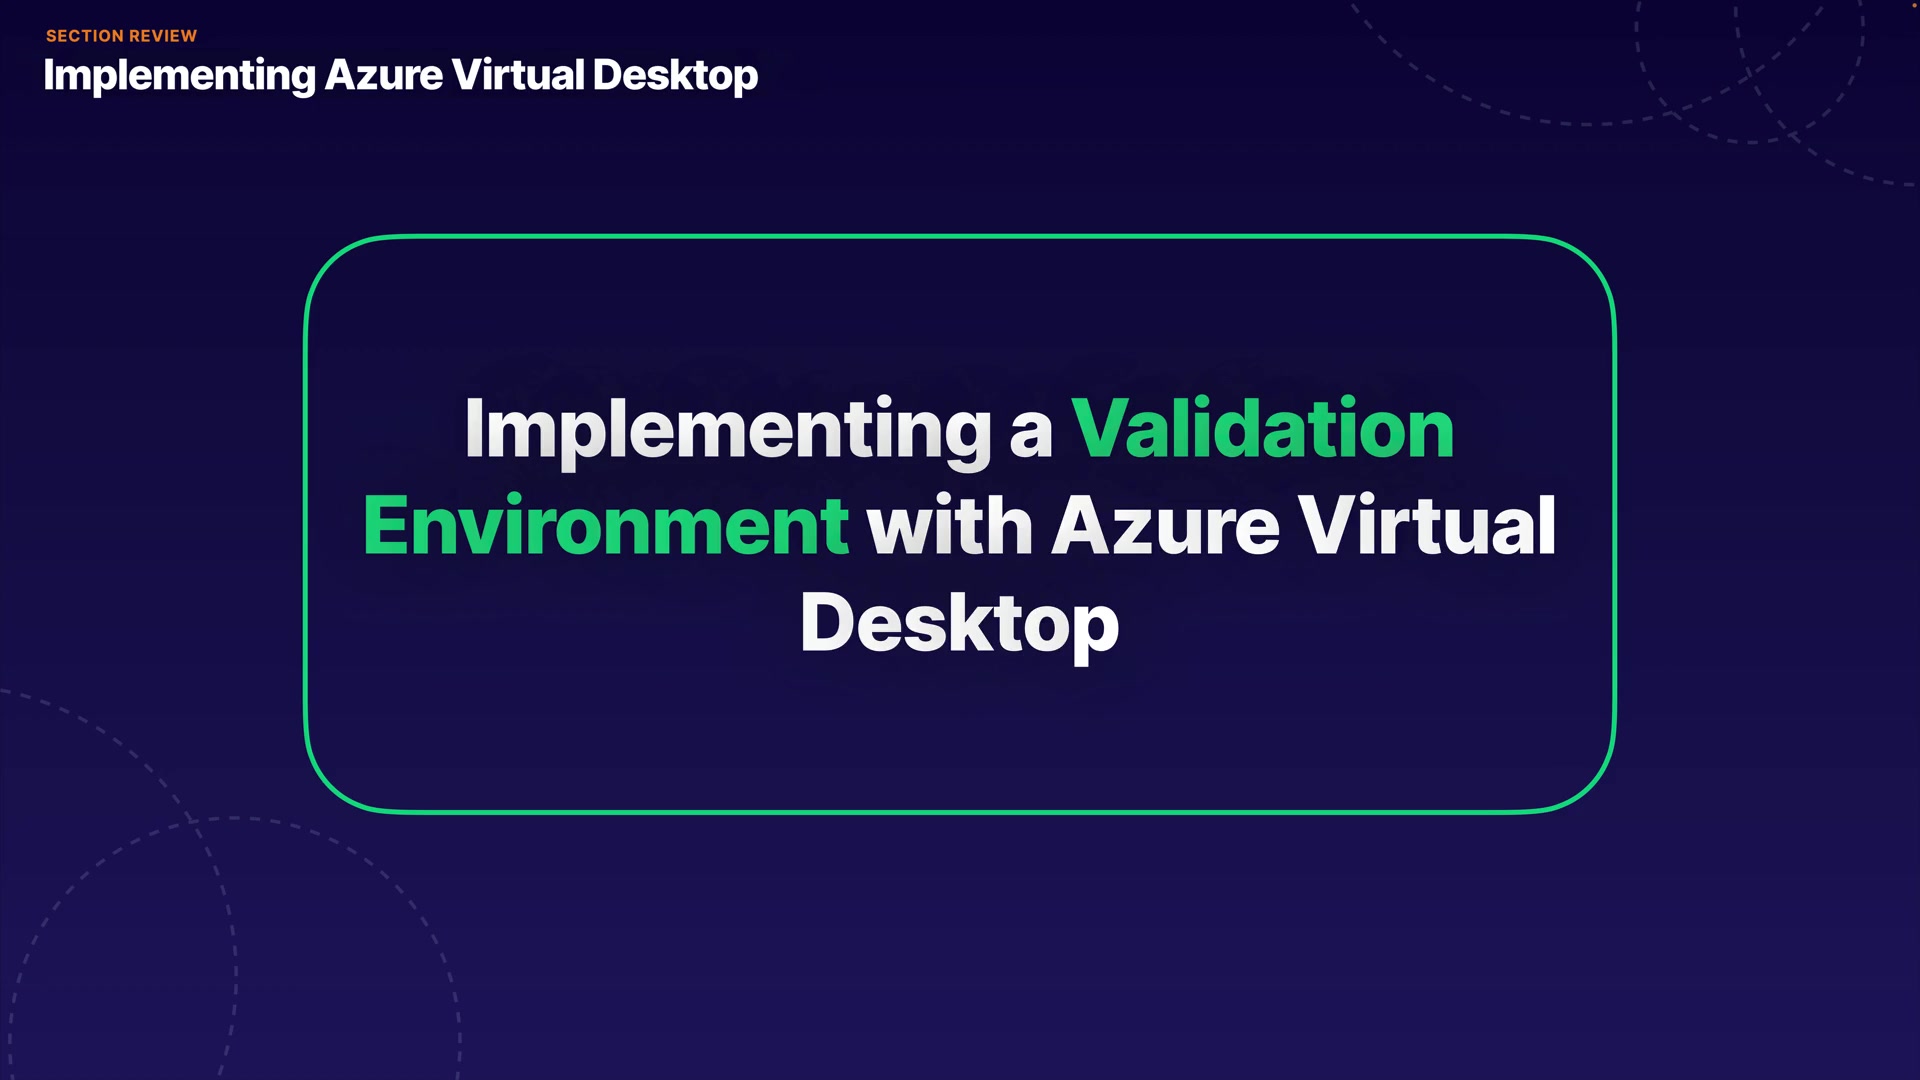 SECTION REVIEW
Implementing Azure Virtual Desktop
Implementing a Validation
Environment with Azure Virtual
Desktop